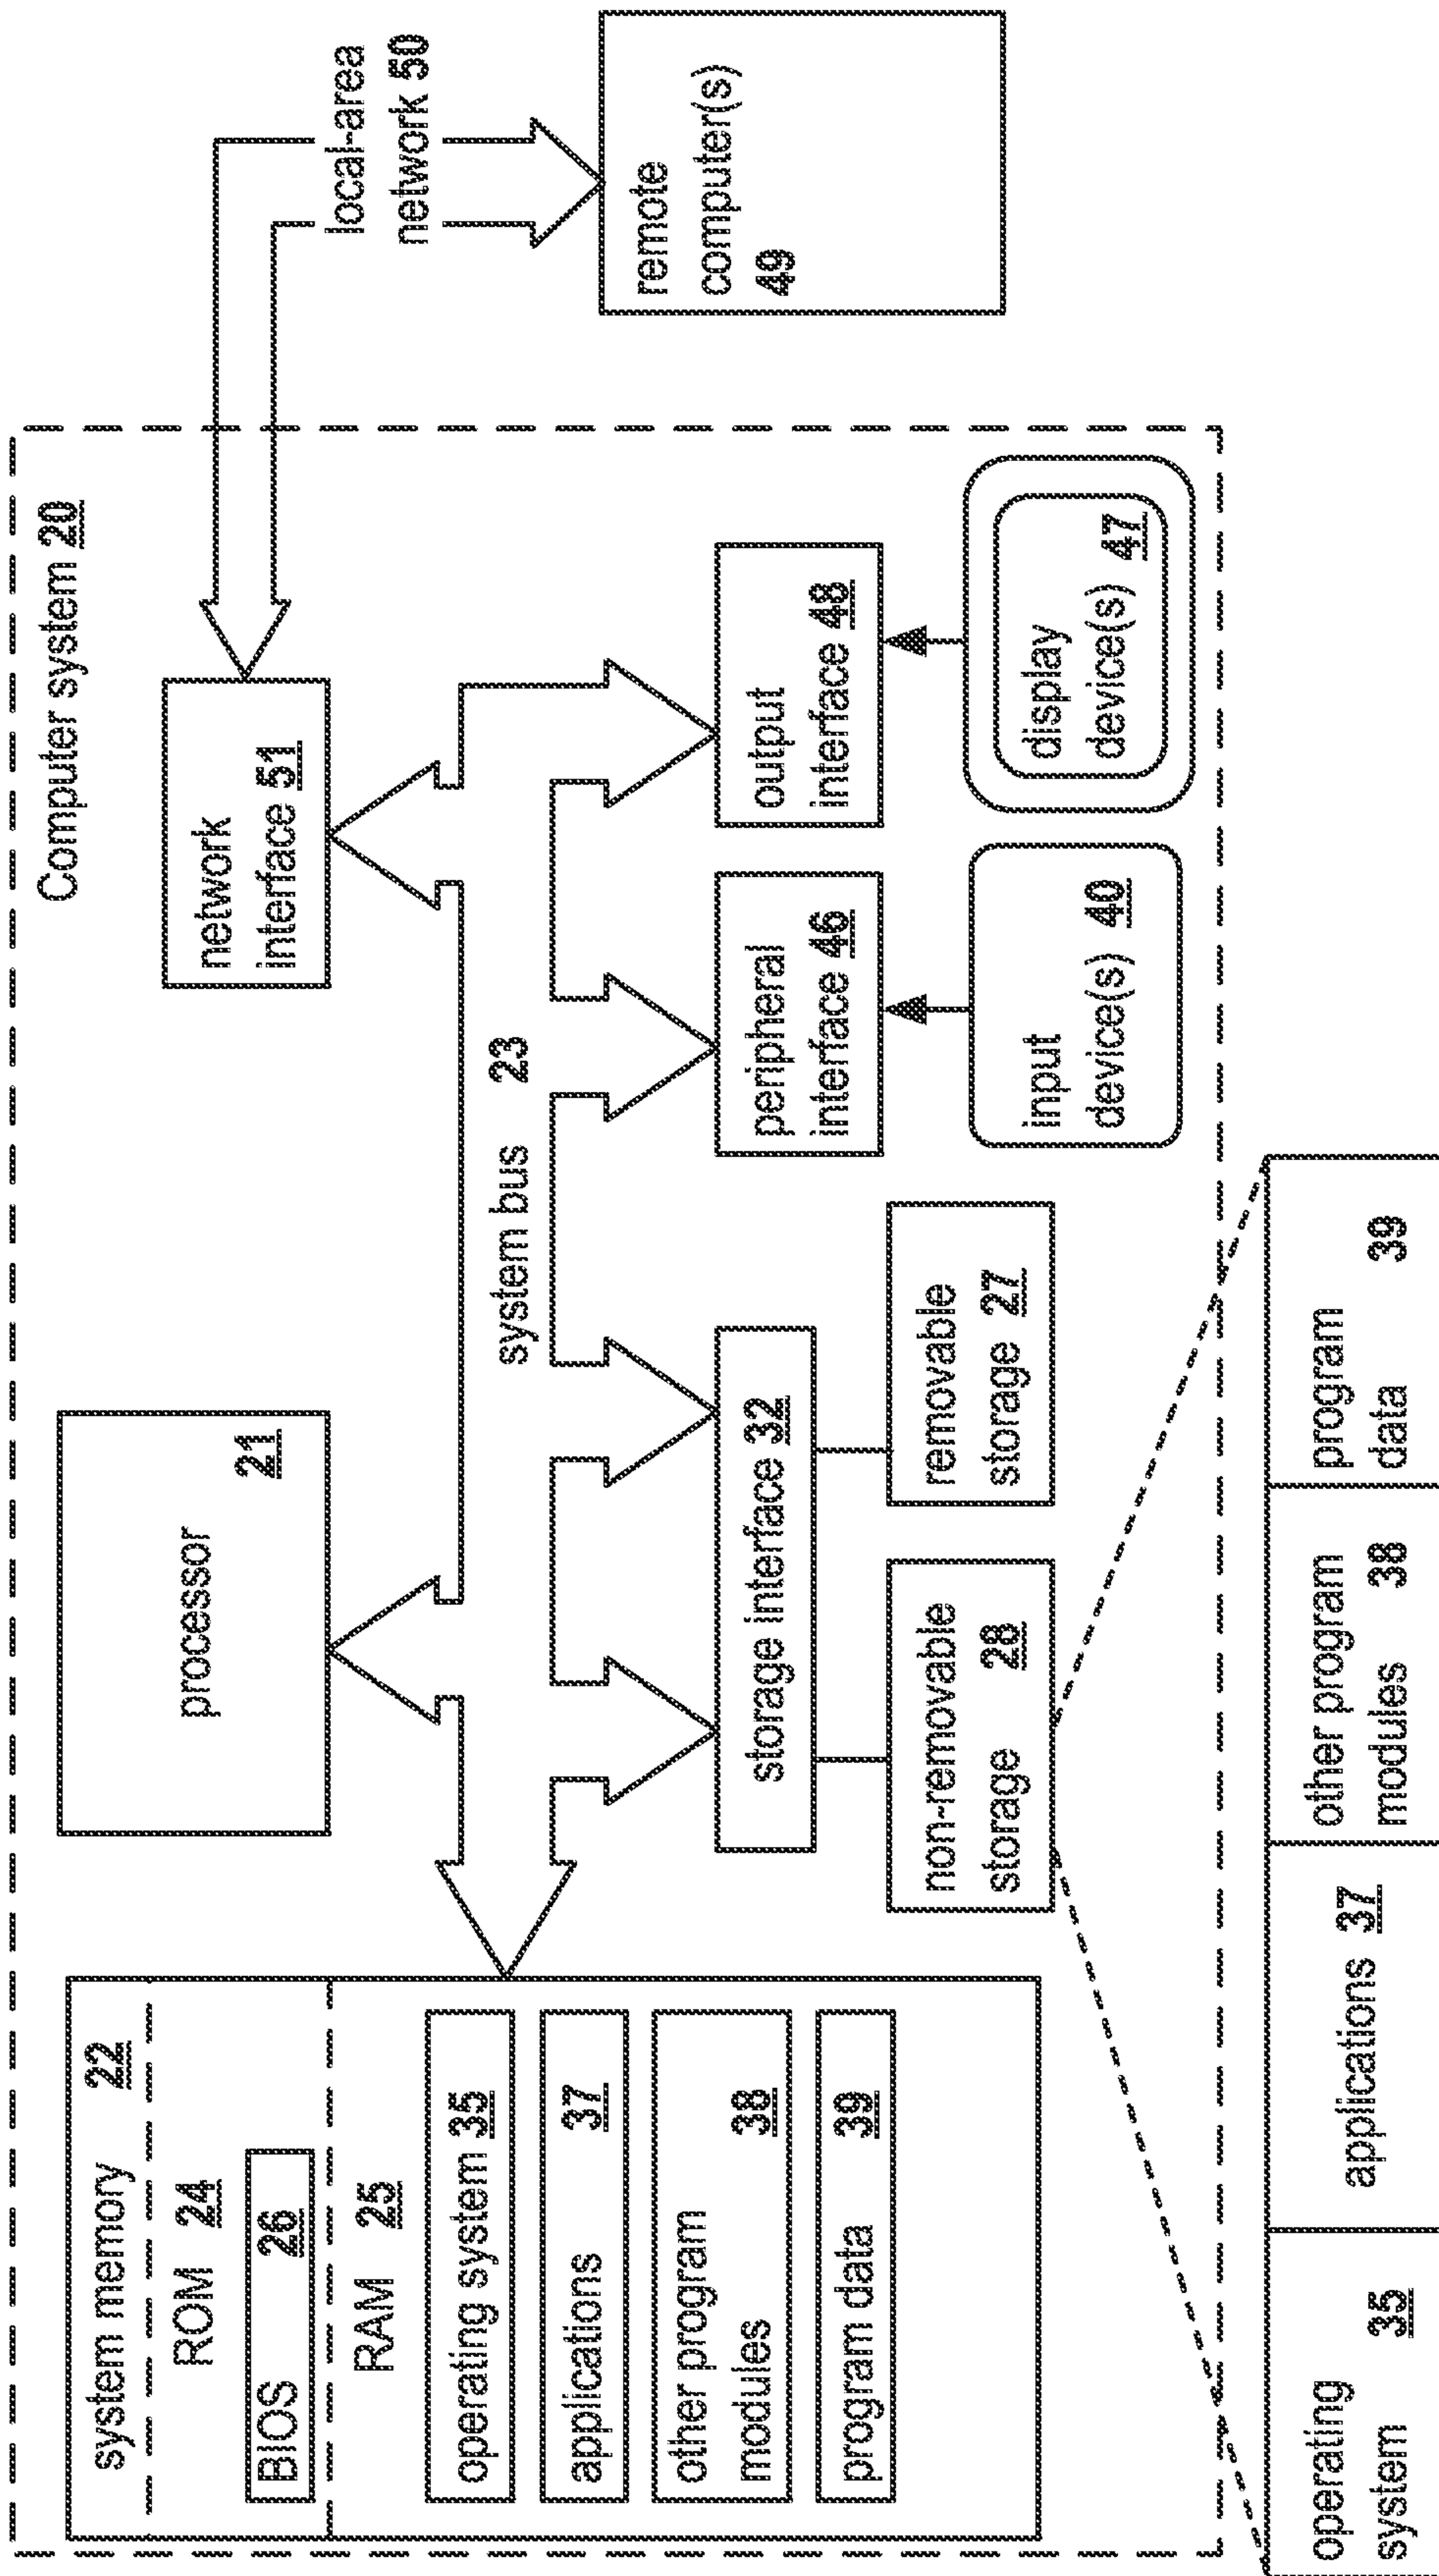 Computer system 20
system memory 22
ROM 24
BIOS 26
RAM 25
operating system 35
applications 37
other program
modules 38
program data 39
processor 21
system bus 23
network
interface 51
local-area
network 50
remote
computer(s)
49
storage interface 32
non-removable
storage 28
removable
storage 27
peripheral
interface 46
output
interface 48
input
device(s) 40
display
device(s) 47
operating
system 35
applications 37
other program
modules 38
program
data 39